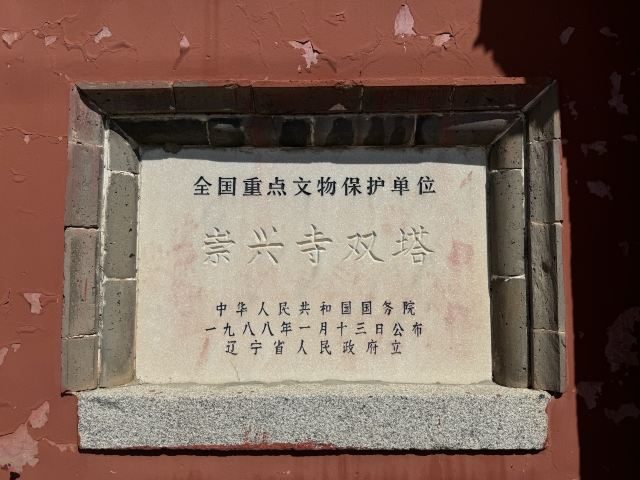 全国重点文物保护单位
崇兴寺双塔
中华人民共和国国务院
一九八八年一月十三日公布
辽宁省人民政府立